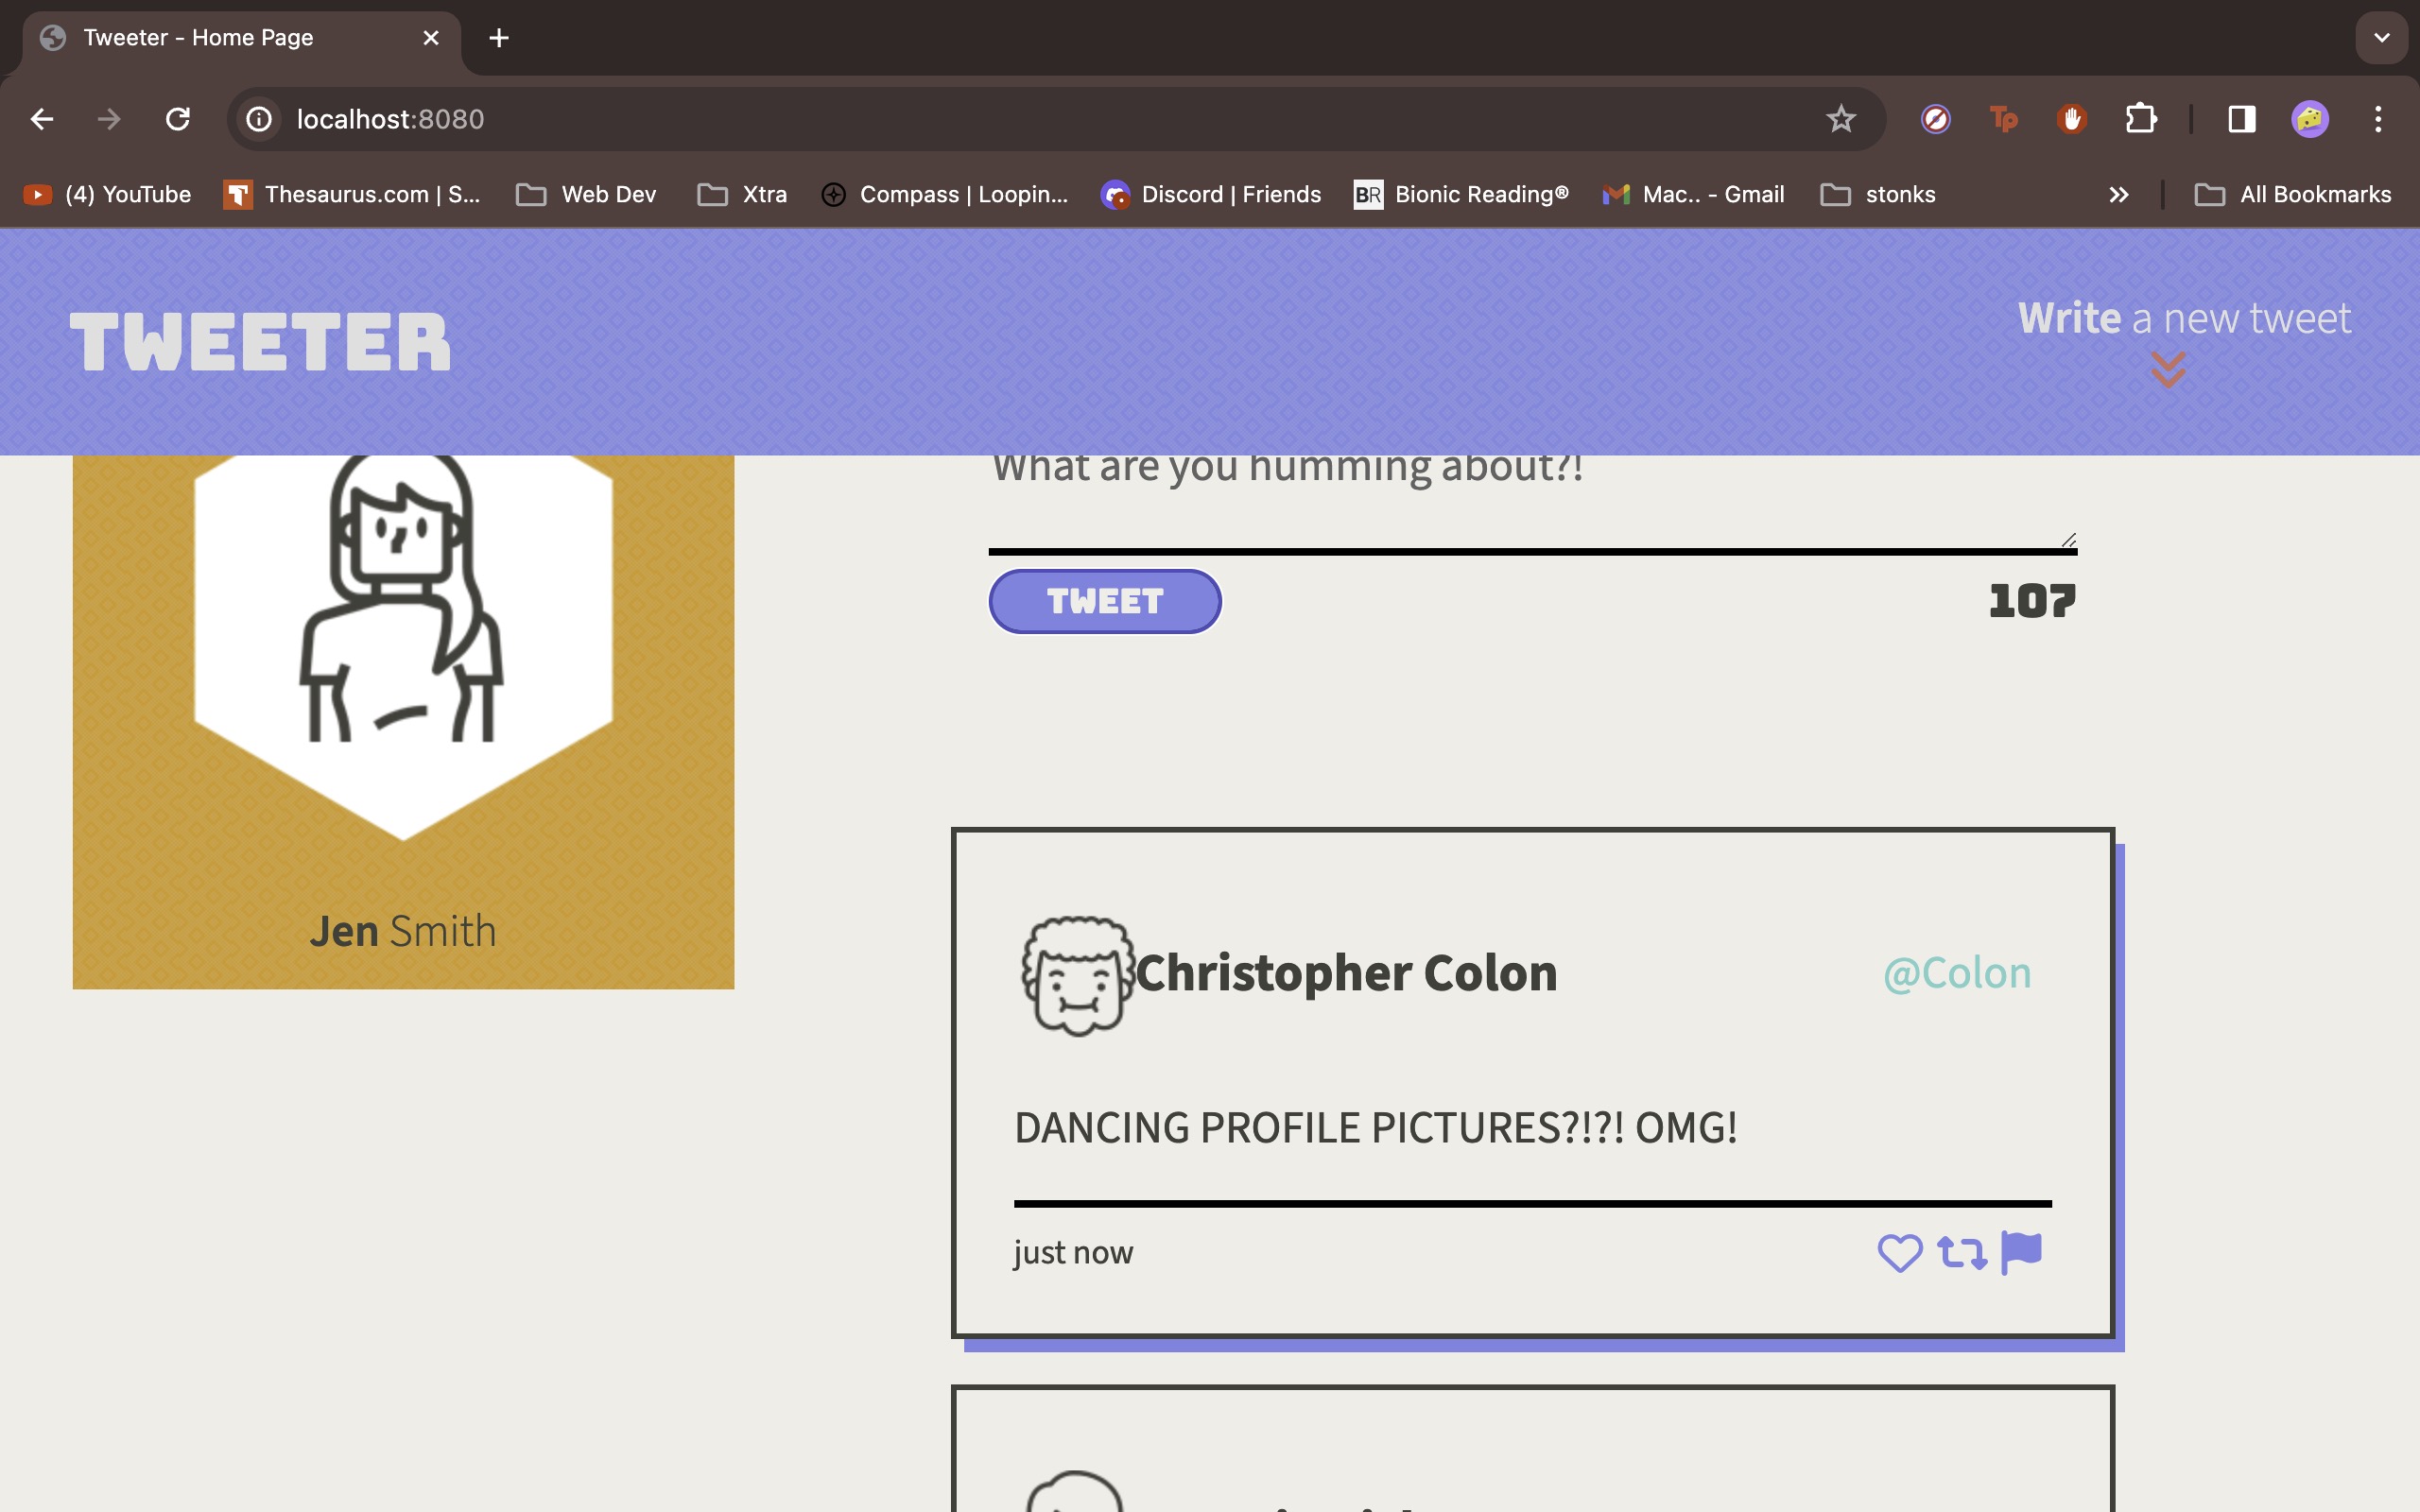 Tweeter - Home Page
localhost:8080
(4) YouTube
Thesaurus.com | S...
Web Dev
Xtra
Compass | Loopin...
Discord | Friends
BR Bionic Reading®
Mac.. - Gmail
stonks
All Bookmarks
TWEETER
Write a new tweet
What are you humming about?!
TWEET
107
Jen Smith
Christopher Colon
@Colon
DANCING PROFILE PICTURES?!?! OMG!
just now